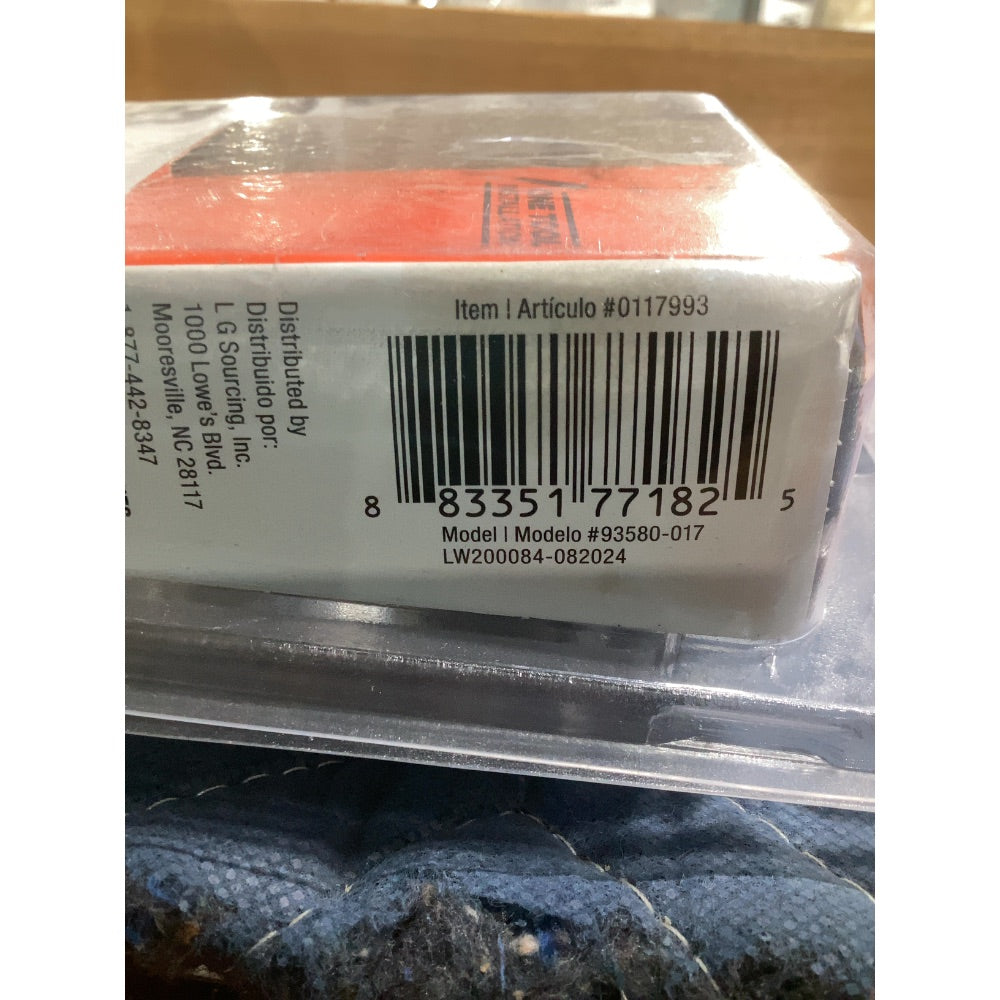 Item | Artículo #0117993
8 83351 77182 5
Model | Modelo #93580-017
LW200084-082024
Distributed by
Distribuido por:
L G Sourcing, Inc.
1000 Lowe's Blvd.
Mooresville, NC 28117
1-877-442-8347